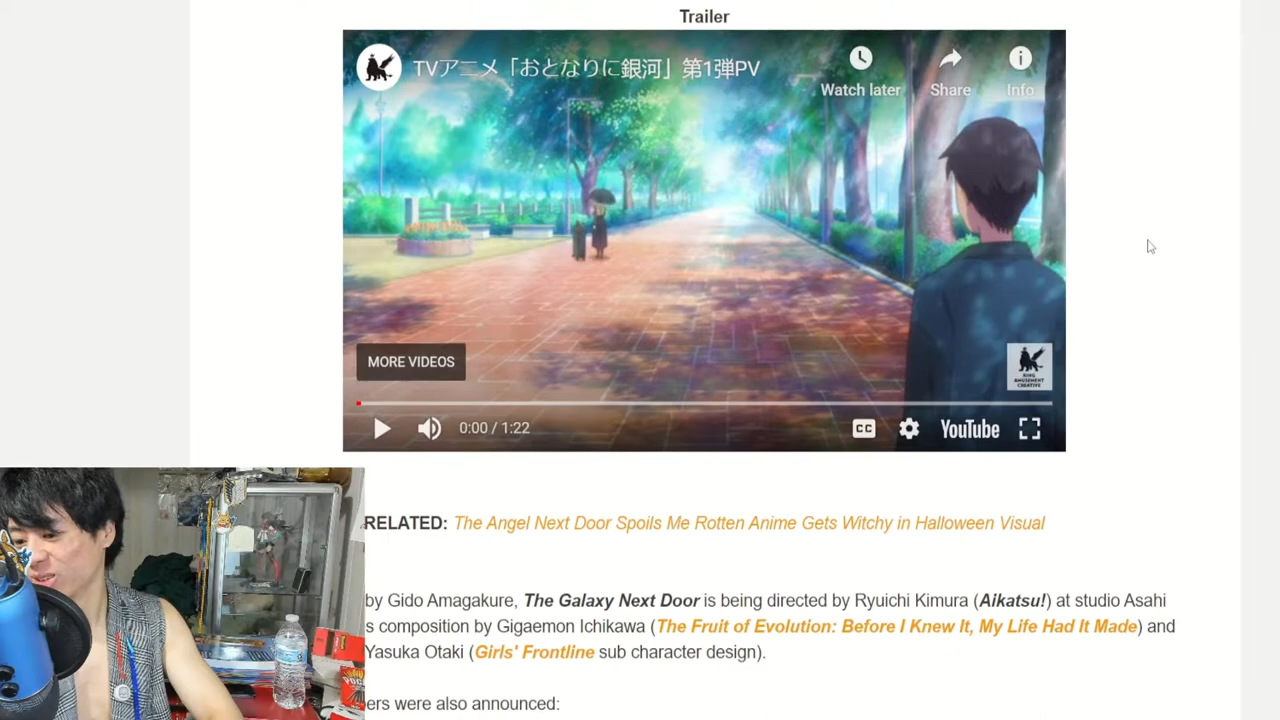 Trailer
TVアニメ「おとなりに銀河」第1弾PV
Watch later
Share
Info
MORE VIDEOS
KING
AMUSEMENT
CREATIVE
0:00 / 1:22
CC
YouTube
RELATED: The Angel Next Door Spoils Me Rotten Anime Gets Witchy in Halloween Visual
by Gido Amagakure, The Galaxy Next Door is being directed by Ryuichi Kimura (Aikatsu!) at studio Asahi
s composition by Gigaemon Ichikawa (The Fruit of Evolution: Before I Knew It, My Life Had It Made) and
Yasuka Otaki (Girls' Frontline sub character design).
ers were also announced: